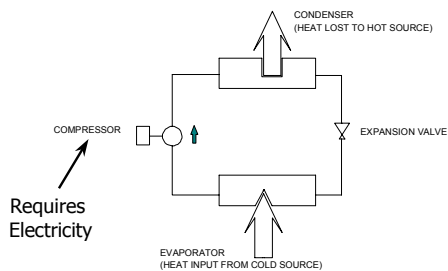 CONDENSER
(HEAT LOST TO HOT SOURCE)
COMPRESSOR
EXPANSION VALVE
Requires
Electricity
EVAPORATOR
(HEAT INPUT FROM COLD SOURCE)